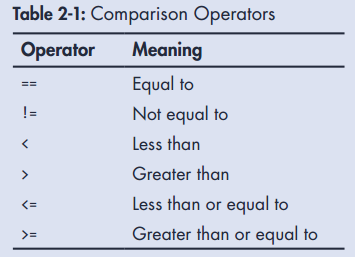 Table 2-1: Comparison Operators
Operator Meaning
== Equal to
!= Not equal to
< Less than
> Greater than
<= Less than or equal to
>= Greater than or equal to